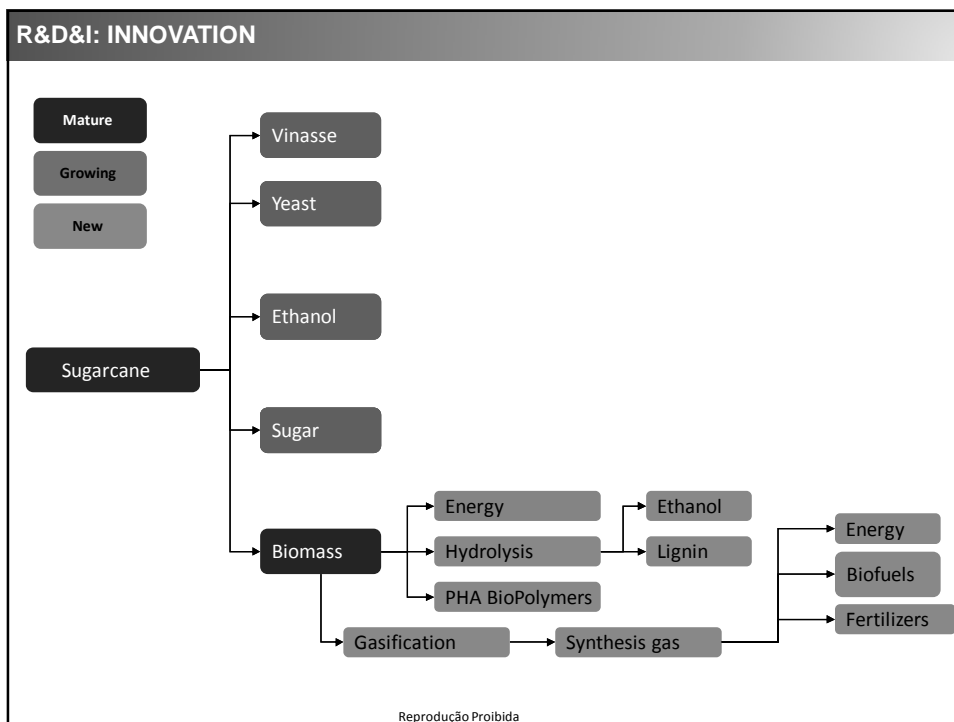 R&D&I: INNOVATION
Mature
Growing
New
Vinasse
Yeast
Ethanol
Sugarcane
Sugar
Biomass
Energy
Hydrolysis
PHA BioPolymers
Ethanol
Lignin
Gasification
Synthesis gas
Energy
Biofuels
Fertilizers
Reprodução Proibida